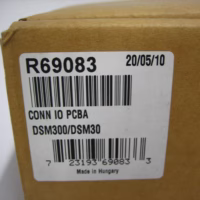 R69083 20/05/10
CONN IO PCBA
DSM300/DSM30
7 23193 69083 3
Made in Hungary